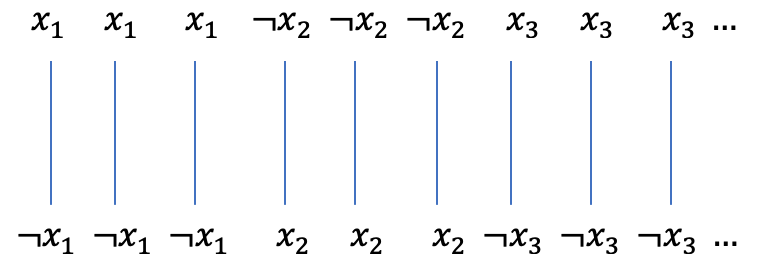 x₁ x₁ x₁ ¬x₂ ¬x₂ ¬x₂ x₃ x₃ x₃ ...
¬x₁ ¬x₁ ¬x₁ x₂ x₂ x₂ ¬x₃ ¬x₃ ¬x₃ ...